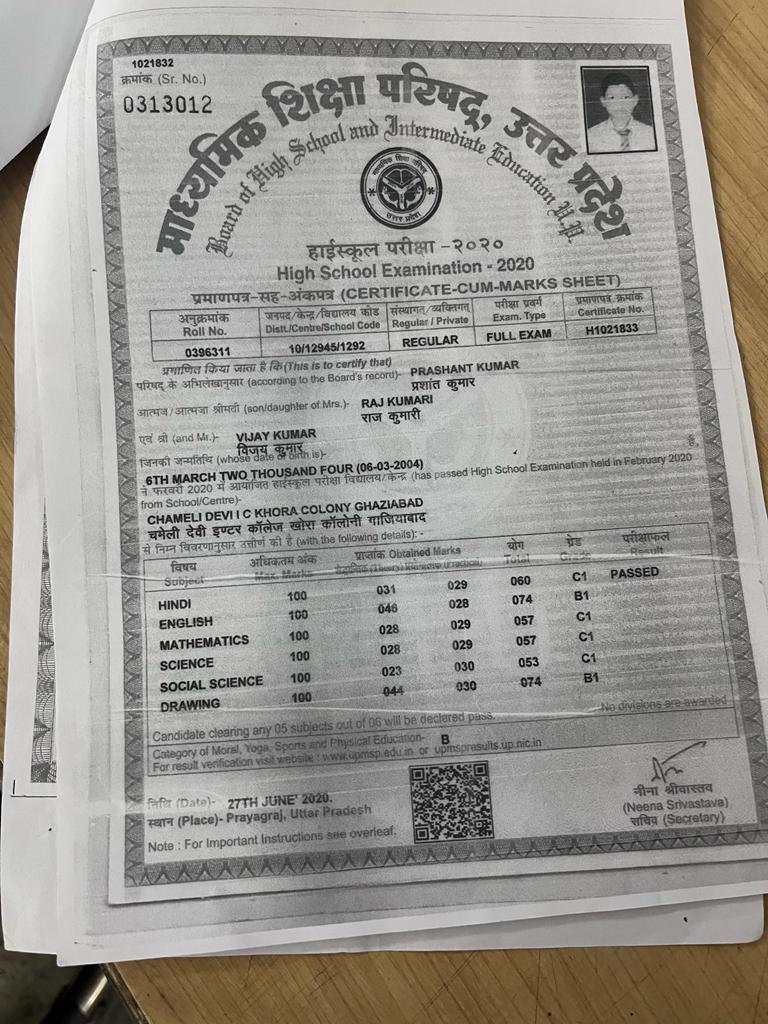 1021832
क्रमांक (Sr. No.)
0313012
माध्यमिक शिक्षा परिषद्, उत्तर प्रदेश
Board of High School and Intermediate Education U.P.
माध्यमिक शिक्षा परिषद्
उत्तर प्रदेश
हाईस्कूल परीक्षा -२०२०
High School Examination - 2020
प्रमाणपत्र-सह-अंकपत्र (CERTIFICATE-CUM-MARKS SHEET)
अनुक्रमांक जनपद/केन्द्र/विद्यालय कोड संस्थागत/व्यक्तिगत परीक्षा प्रवर्ग प्रमाणपत्र क्रमांक
Roll No. Distt./Centre/School Code Regular / Private Exam. Type Certificate No.
0396311 10/12945/1292 REGULAR FULL EXAM H1021833
प्रमाणित किया जाता है कि (This is to certify that)
परिषद के अभिलेखानुसार (according to the Board's record)- PRASHANT KUMAR
प्रशांत कुमार
आत्मज/आत्मजा श्रीमती (son/daughter of Mrs.)- RAJ KUMARI
राज कुमारी
एवं श्री (and Mr.)- VIJAY KUMAR
विजय कुमार
जिनकी जन्मतिथि (whose date of birth is)-
6TH MARCH TWO THOUSAND FOUR (06-03-2004) है,
ने फरवरी 2020 में आयोजित हाईस्कूल परीक्षा विद्यालय/केन्द्र (has passed High School Examination held in February 2020
from School/Centre)-
CHAMELI DEVI I C KHORA COLONY GHAZIABAD
चमेली देवी इण्टर कॉलेज खोरा कॉलोनी गाजियाबाद
से निम्न विवरणानुसार उत्तीर्ण की है (with the following details): -
विषय अधिकतम अंक प्राप्तांक Obtained Marks योग ग्रेड परीक्षाफल
Subject Max. Marks Total Grade Result
HINDI 100 031 029 060 C1 PASSED
ENGLISH 100 046 028 074 B1
MATHEMATICS 100 028 029 057 C1
SCIENCE 100 028 029 057 C1
SOCIAL SCIENCE 100 023 030 053 C1
DRAWING 100 044 030 074 B1
Candidate clearing any 05 subjects out of 06 will be declared pass. No divisions are awarded
Category of Moral, Yoga, Sports and Physical Education- B
For result verification visit website : www.upmsp.edu.in or upmspresults.up.nic.in
तिथि (Date)- 27TH JUNE' 2020.
स्थान (Place)- Prayagraj, Uttar Pradesh
Note : For Important Instructions see overleaf.
नीना श्रीवास्तव
(Neena Srivastava)
सचिव (Secretary)